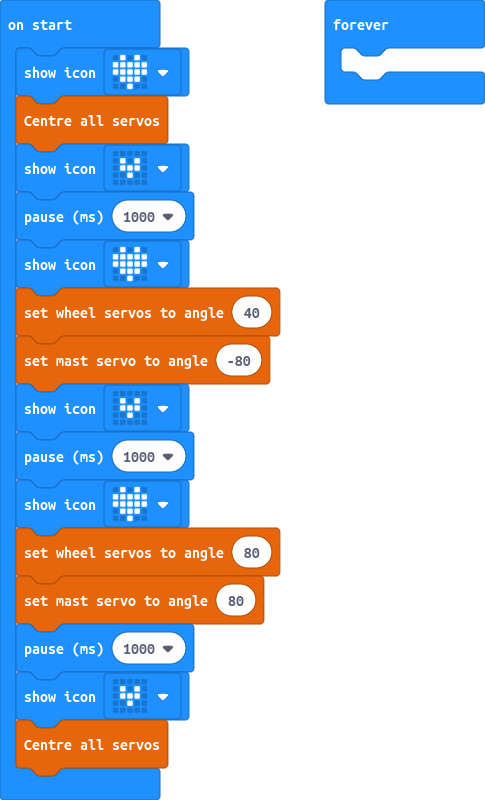 on start
forever
show icon
Centre all servos
show icon
pause (ms) 1000
show icon
set wheel servos to angle 40
set mast servo to angle -80
show icon
pause (ms) 1000
show icon
set wheel servos to angle 80
set mast servo to angle 80
pause (ms) 1000
show icon
Centre all servos